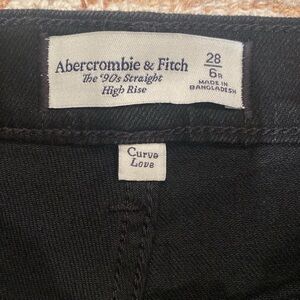 Abercrombie & Fitch
The '90s Straight
High Rise
28
6R
MADE IN
BANGLADESH
Curve
Love